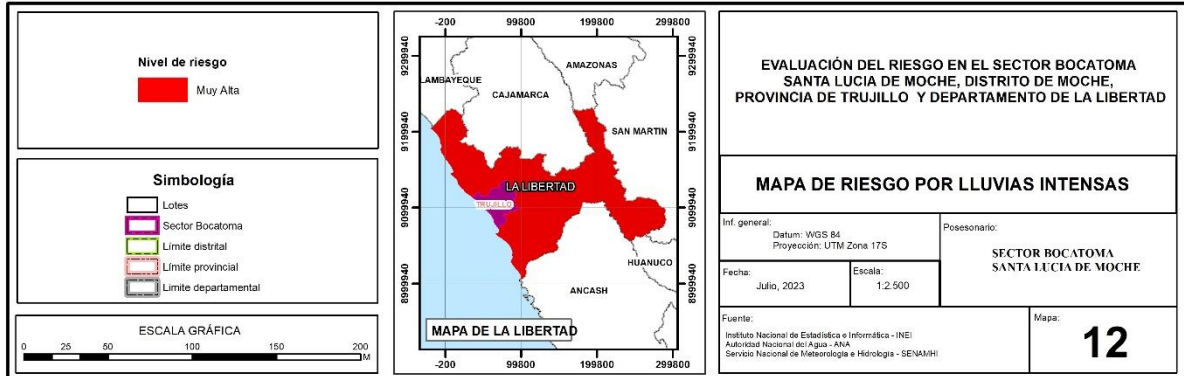 Nivel de riesgo
Muy Alta
Simbología
Lotes
Sector Bocatoma
Límite distrital
Límite provincial
Limite departamental
ESCALA GRÁFICA
0 25 50 100 150 200
M
-200 99800 199800 299800
9299940 9299940
AMAZONAS
LAMBAYEQUE
CAJAMARCA
9199940 9199940
SAN MARTIN
LA LIBERTAD
TRUJILLO
9099940 9099940
HUANUCO
8999940 8999940
ANCASH
MAPA DE LA LIBERTAD
-200 99800 199800 299800
EVALUACIÓN DEL RIESGO EN EL SECTOR BOCATOMA
SANTA LUCIA DE MOCHE, DISTRITO DE MOCHE,
PROVINCIA DE TRUJILLO Y DEPARTAMENTO DE LA LIBERTAD
MAPA DE RIESGO POR LLUVIAS INTENSAS
Inf. general:
Datum: WGS 84
Proyección: UTM Zona 17S
Posesonario:
SECTOR BOCATOMA
SANTA LUCIA DE MOCHE
Fecha:
Julio, 2023
Escala:
1:2.500
Fuente:
Instituto Nacional de Estadística e Informática - INEI
Autoridad Nacional del Agua - ANA
Servicio Nacional de Meteorología e Hidrología - SENAMHI
Mapa:
12